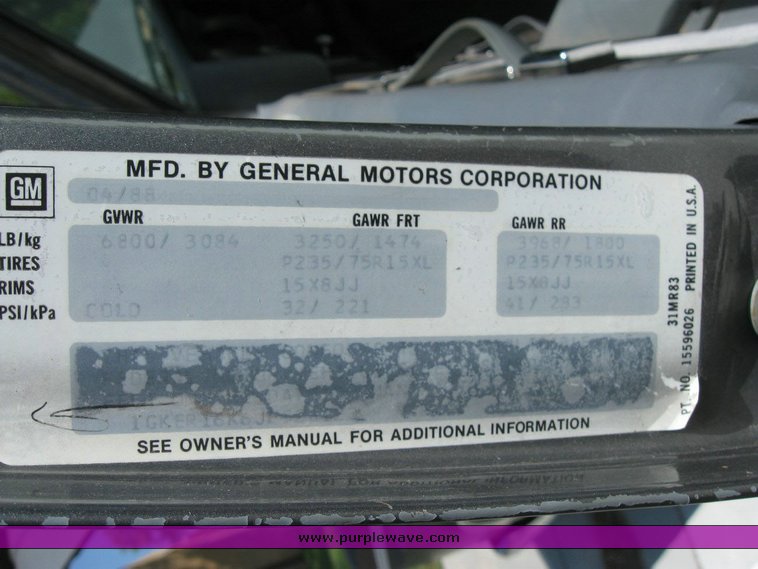 MFD. BY GENERAL MOTORS CORPORATION
GM
04/88
GVWR GAWR FRT GAWR RR
LB/kg 6800/ 3084 3250/ 1474 3968/ 1800
TIRES P235/75R15XL P235/75R15XL
RIMS 15X8JJ 15X8JJ
PSI/kPa COLD 32/ 221 41/ 283
SEE OWNER'S MANUAL FOR ADDITIONAL INFORMATION
PT. NO. 15596026 PRINTED IN U.S.A.
31MR83
www.purplewave.com